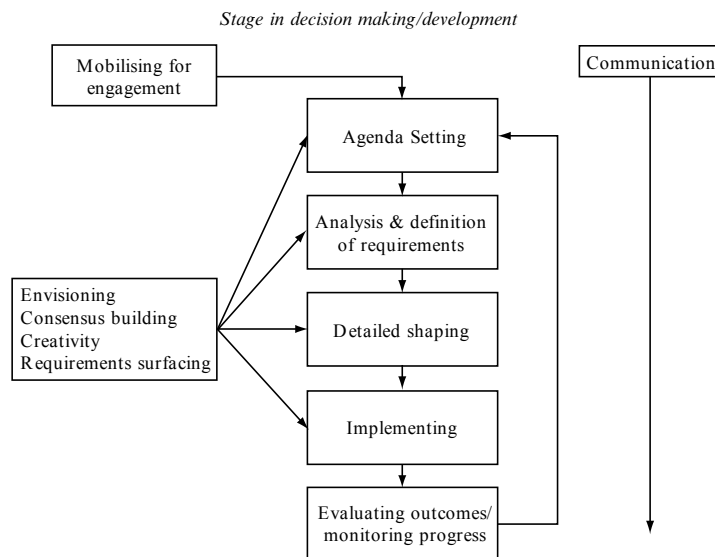 Stage in decision making/development
Mobilising for
engagement
Communication
Agenda Setting
Analysis & definition
of requirements
Envisioning
Consensus building
Creativity
Requirements surfacing
Detailed shaping
Implementing
Evaluating outcomes/
monitoring progress